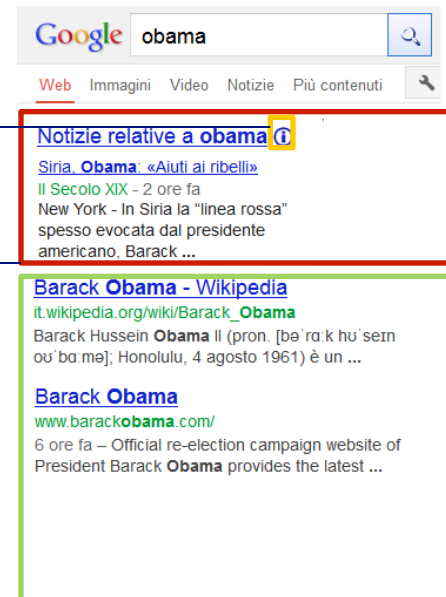 Google obama
Web Immagini Video Notizie Più contenuti
Notizie relative a obama
Siria, Obama: «Aiuti ai ribelli»
Il Secolo XIX - 2 ore fa
New York - In Siria la “linea rossa”
spesso evocata dal presidente
americano, Barack ...
Barack Obama - Wikipedia
it.wikipedia.org/wiki/Barack_Obama
Barack Hussein Obama II (pron. [bəˈrɑːk hʊˈseɪn
oʊˈbɑːmə]; Honolulu, 4 agosto 1961) è un ...
Barack Obama
www.barackobama.com/
6 ore fa – Official re-election campaign website of
President Barack Obama provides the latest ...